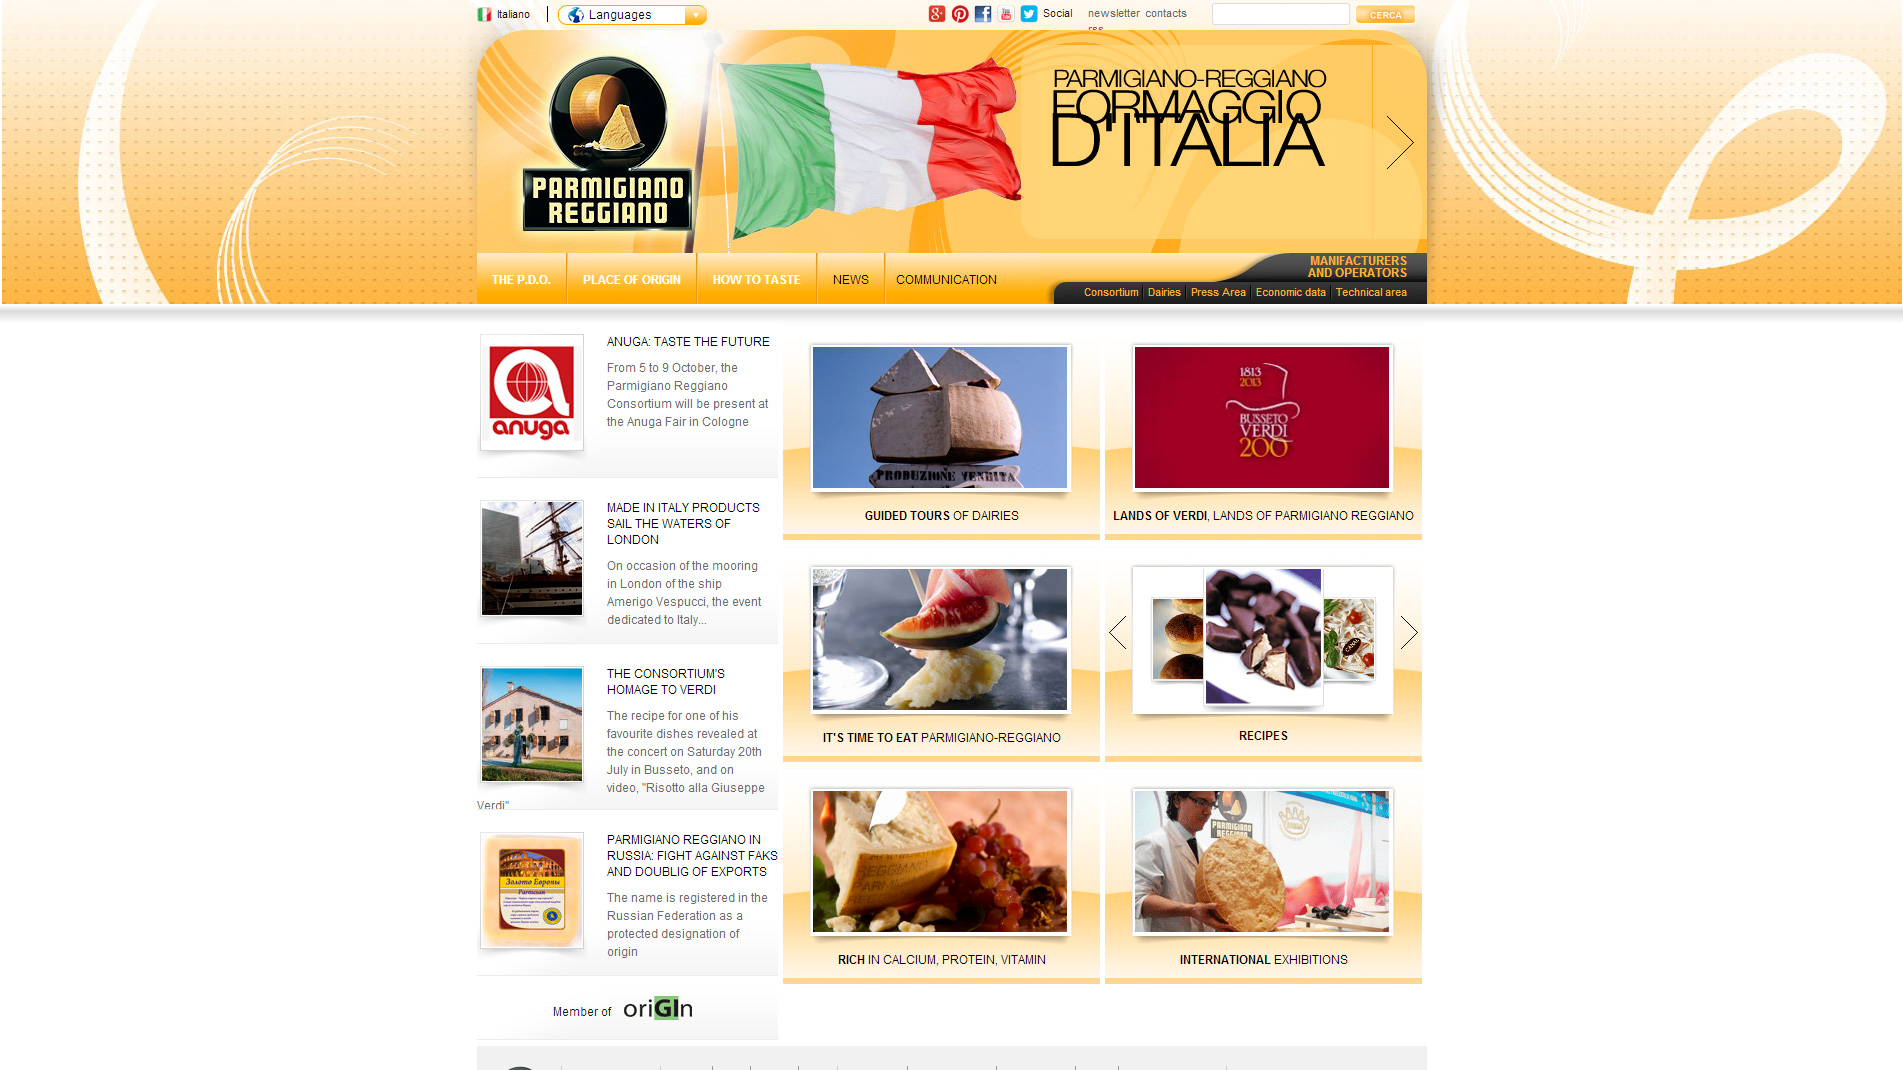 Italiano
Languages
Social
newsletter contacts
rss
CERCA
PARMIGIANO
REGGIANO
PARMIGIANO-REGGIANO
FORMAGGIO
D'ITALIA
THE P.D.O.
PLACE OF ORIGIN
HOW TO TASTE
NEWS
COMMUNICATION
MANIFACTURERS
AND OPERATORS
Consortium
Dairies
Press Area
Economic data
Technical area
anuga
ANUGA: TASTE THE FUTURE
From 5 to 9 October, the
Parmigiano Reggiano
Consortium will be present at
the Anuga Fair in Cologne
MADE IN ITALY PRODUCTS
SAIL THE WATERS OF
LONDON
On occasion of the mooring
in London of the ship
Amerigo Vespucci, the event
dedicated to Italy...
THE CONSORTIUM'S
HOMAGE TO VERDI
The recipe for one of his
favourite dishes revealed at
the concert on Saturday 20th
July in Busseto, and on
video, "Risotto alla Giuseppe
Verdi"
Золото Европы
Parmesan
PARMIGIANO REGGIANO IN
RUSSIA: FIGHT AGAINST FAKS
AND DOUBLIG OF EXPORTS
The name is registered in the
Russian Federation as a
protected designation of
origin
Member of oriGIn
PRODUZIONE VENDITA
GUIDED TOURS OF DAIRIES
1813
2013
BUSSETO
VERDI
200
LANDS OF VERDI, LANDS OF PARMIGIANO REGGIANO
IT'S TIME TO EAT PARMIGIANO-REGGIANO
RECIPES
REGGIANO
PARMIGIANO
RICH IN CALCIUM, PROTEIN, VITAMIN
PARMIGIANO
REGGIANO
INTERNATIONAL EXHIBITIONS